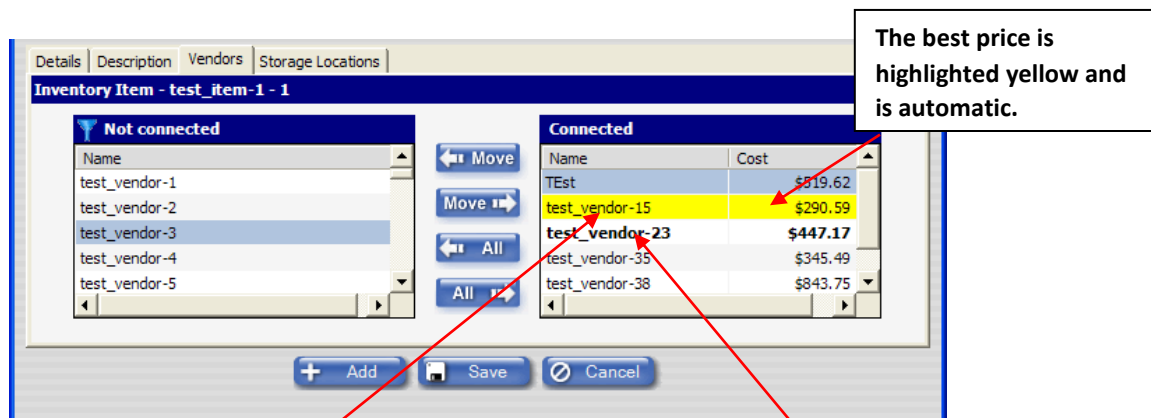 The best price is
highlighted yellow and
is automatic.
Details Description Vendors Storage Locations
Inventory Item - test_item-1 - 1
Not connected
Name
test_vendor-1
test_vendor-2
test_vendor-3
test_vendor-4
test_vendor-5
Move
Move
All
All
Connected
Name Cost
TEst $519.62
test_vendor-15 $290.59
test_vendor-23 $447.17
test_vendor-35 $345.49
test_vendor-38 $843.75
Add Save Cancel